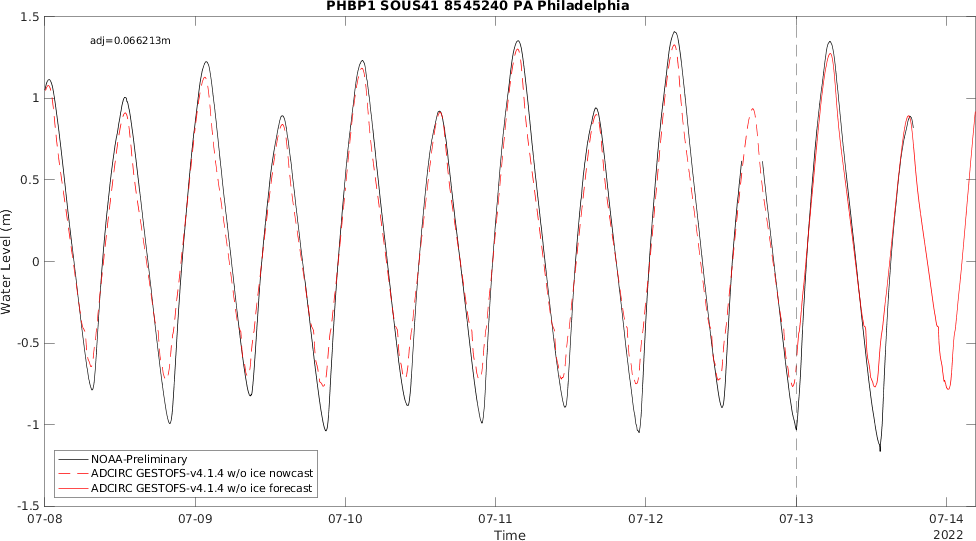 PHBP1 SOUS41 8545240 PA Philadelphia
adj=0.066213m
1.5
1
0.5
0
-0.5
-1
-1.5
Water Level (m)
NOAA-Preliminary
ADCIRC GESTOFS-v4.1.4 w/o ice nowcast
ADCIRC GESTOFS-v4.1.4 w/o ice forecast
07-08 07-09 07-10 07-11 07-12 07-13 07-14
Time
2022